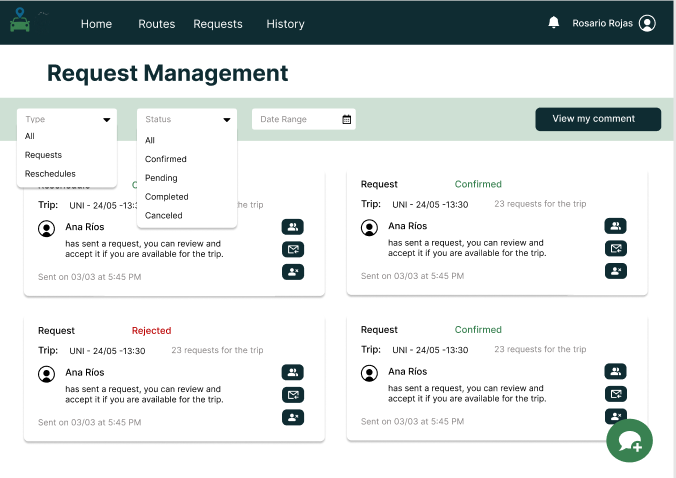 Home Routes Requests History Rosario Rojas
Request Management
Type Status Date Range View my comment
All
Requests
Reschedules
All
Confirmed
Pending
Completed
Canceled
Trip: UNI - 24/05 -13: the trip
Ana Ríos
has sent a request, you can review and
accept it if you are available for the trip.
Sent on 03/03 at 5:45 PM
Request Confirmed
Trip: UNI - 24/05 -13:30 23 requests for the trip
Ana Ríos
has sent a request, you can review and
accept it if you are available for the trip.
Sent on 03/03 at 5:45 PM
Request Rejected
Trip: UNI - 24/05 -13:30 23 requests for the trip
Ana Ríos
has sent a request, you can review and
accept it if you are available for the trip.
Sent on 03/03 at 5:45 PM
Request Confirmed
Trip: UNI - 24/05 -13:30 23 requests for the trip
Ana Ríos
has sent a request, you can review and
accept it if you are available for the trip.
Sent on 03/03 at 5:45 PM